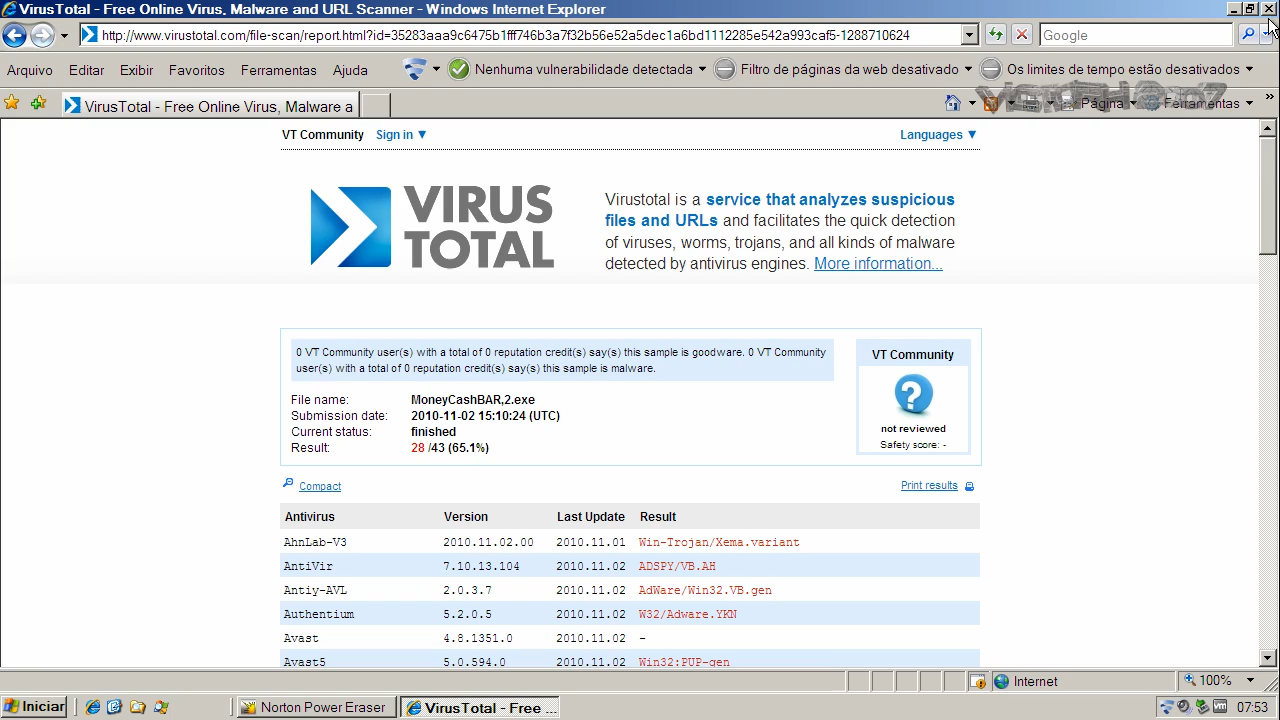 VirusTotal - Free Online Virus, Malware and URL Scanner - Windows Internet Explorer
http://www.virustotal.com/file-scan/report.html?id=35283aaa9c6475b1fff746b3e7f32b56e52a5dec1a6bd1112285e542a993edf5-1288710624
Google
Arquivo Editar Exibir Favoritos Ferramentas Ajuda Nenhuma vulnerabilidade detectada Filtro de páginas da web desativado Os limites de tempo estão desativados
VirusTotal - Free Online Virus, Malware a
Página Ferramentas
VT Community Sign in ▼ Languages ▼
VIRUS TOTAL
Virustotal is a service that analyzes suspicious
files and URLs and facilitates the quick detection
of viruses, worms, trojans, and all kinds of malware
detected by antivirus engines. More information...
0 VT Community user(s) with a total of 0 reputation credit(s) say(s) this sample is goodware. 0 VT Community
user(s) with a total of 0 reputation credit(s) say(s) this sample is malware.
VT Community
not reviewed
Safety score: -
File name: MoneyCashBAR,2.exe
Submission date: 2010-11-02 15:10:24 (UTC)
Current status: finished
Result: 28 /43 (65.1%)
Compact Print results
Antivirus Version Last Update Result
AhnLab-V3 2010.11.02.00 2010.11.01 Win-Trojan/Xema.variant
AntiVir 7.10.13.104 2010.11.02 ADSPY/VB.AH
Antiy-AVL 2.0.3.7 2010.11.02 AdWare/Win32.VB.gen
Authentium 5.2.0.5 2010.11.02 W32/Adware.YKN
Avast 4.8.1351.0 2010.11.02 -
Avast5 5.0.594.0 2010.11.02 Win32:PUP-gen
Internet 100%
Iniciar Norton Power Eraser VirusTotal - Free ... 07:53